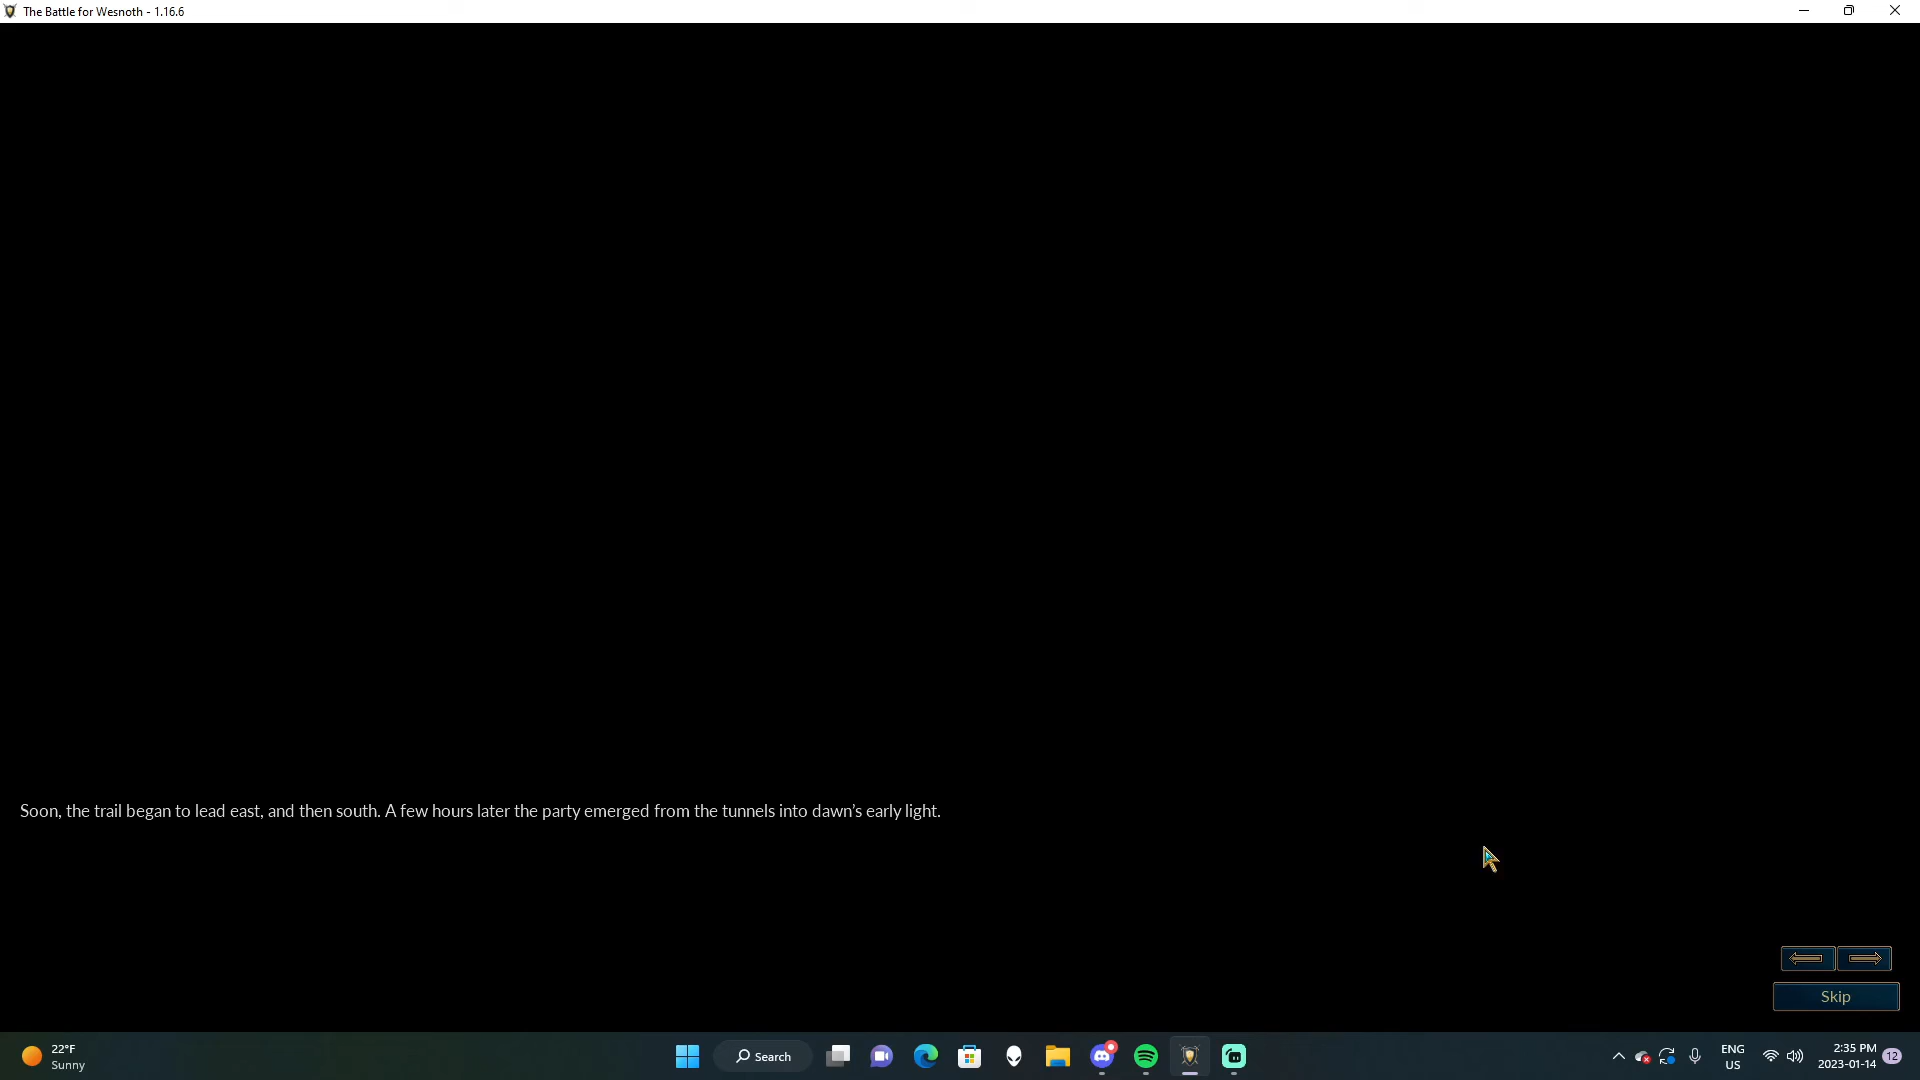 The Battle for Wesnoth - 1.16.6
Soon, the trail began to lead east, and then south. A few hours later the party emerged from the tunnels into dawn’s early light.
Skip
22°F
Sunny
Search
ENG
US
2:35 PM
2023-01-14
12